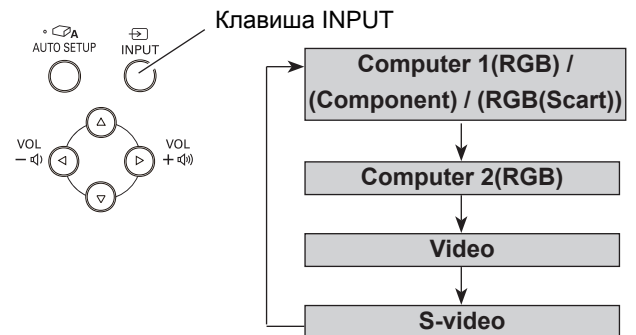 Клавиша INPUT
A
AUTO SETUP
INPUT
VOL
–
VOL
+
Computer 1(RGB) /
(Component) / (RGB(Scart))
Computer 2(RGB)
Video
S-video